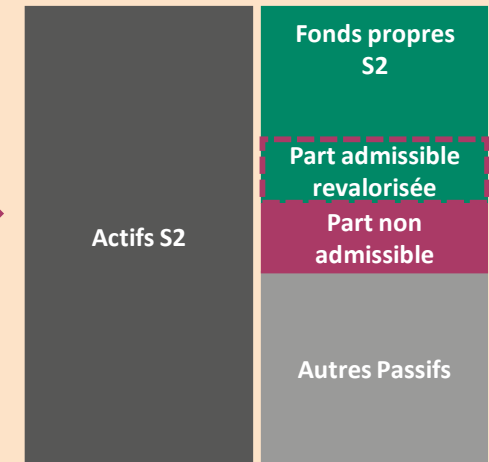 Fonds propres
S2
Part admissible
revalorisée
Actifs S2
Part non
admissible
Autres Passifs